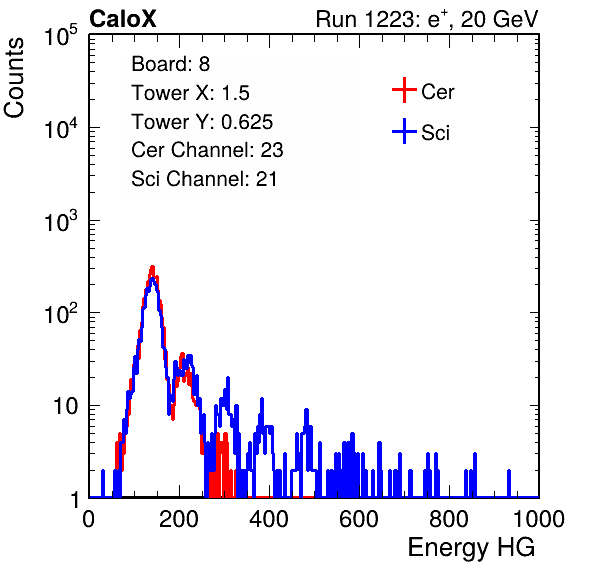 CaloX Run 1223: e⁺, 20 GeV
Counts
Board: 8
Tower X: 1.5
Tower Y: 0.625
Cer Channel: 23
Sci Channel: 21
Cer
Sci
10⁵
10⁴
10³
10²
10
1
0 200 400 600 800 1000
Energy HG